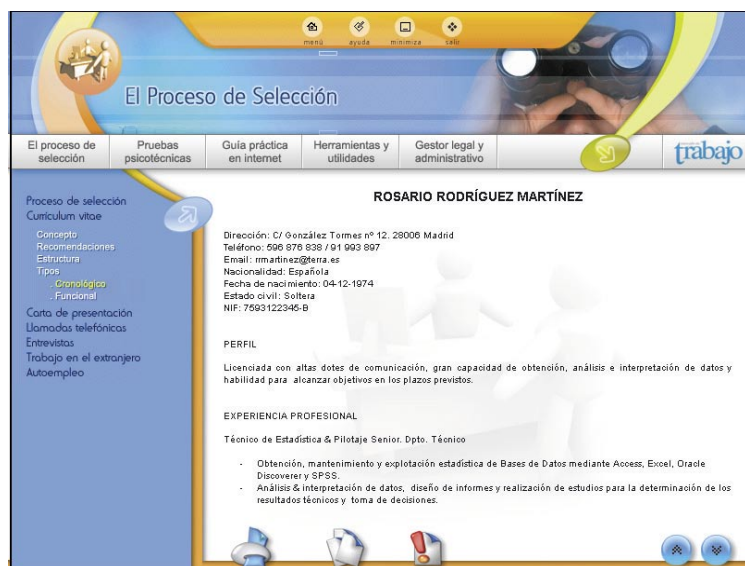 menú ayuda minimiza salir
El Proceso de Selección
El proceso de selección
Pruebas psicotécnicas
Guía práctica en internet
Herramientas y utilidades
Gestor legal y administrativo
trabajo
Proceso de selección
Currículum vitae
Concepto
Recomendaciones
Estructura
Tipos
. Cronológico
. Funcional
Carta de presentación
Llamadas telefónicas
Entrevistas
Trabajo en el extranjero
Autoempleo
ROSARIO RODRÍGUEZ MARTÍNEZ
Dirección: C/ González Tormes nº 12. 28006 Madrid
Teléfono: 596 876 838 / 91 993 897
Email: rrmartinez@terra.es
Nacionalidad: Española
Fecha de nacimiento: 04-12-1974
Estado civil: Soltera
NIF: 7593122345-B
PERFIL
Licenciada con altas dotes de comunicación, gran capacidad de obtención, análisis e interpretación de datos y
habilidad para alcanzar objetivos en los plazos previstos.
EXPERIENCIA PROFESIONAL
Técnico de Estadística & Pilotaje Senior. Dpto. Técnico
- Obtención, mantenimiento y explotación estadística de Bases de Datos mediante Access, Excel, Oracle
Discoverer y SPSS.
- Análisis & interpretación de datos, diseño de informes y realización de estudios para la determinación de los
resultados técnicos y toma de decisiones.